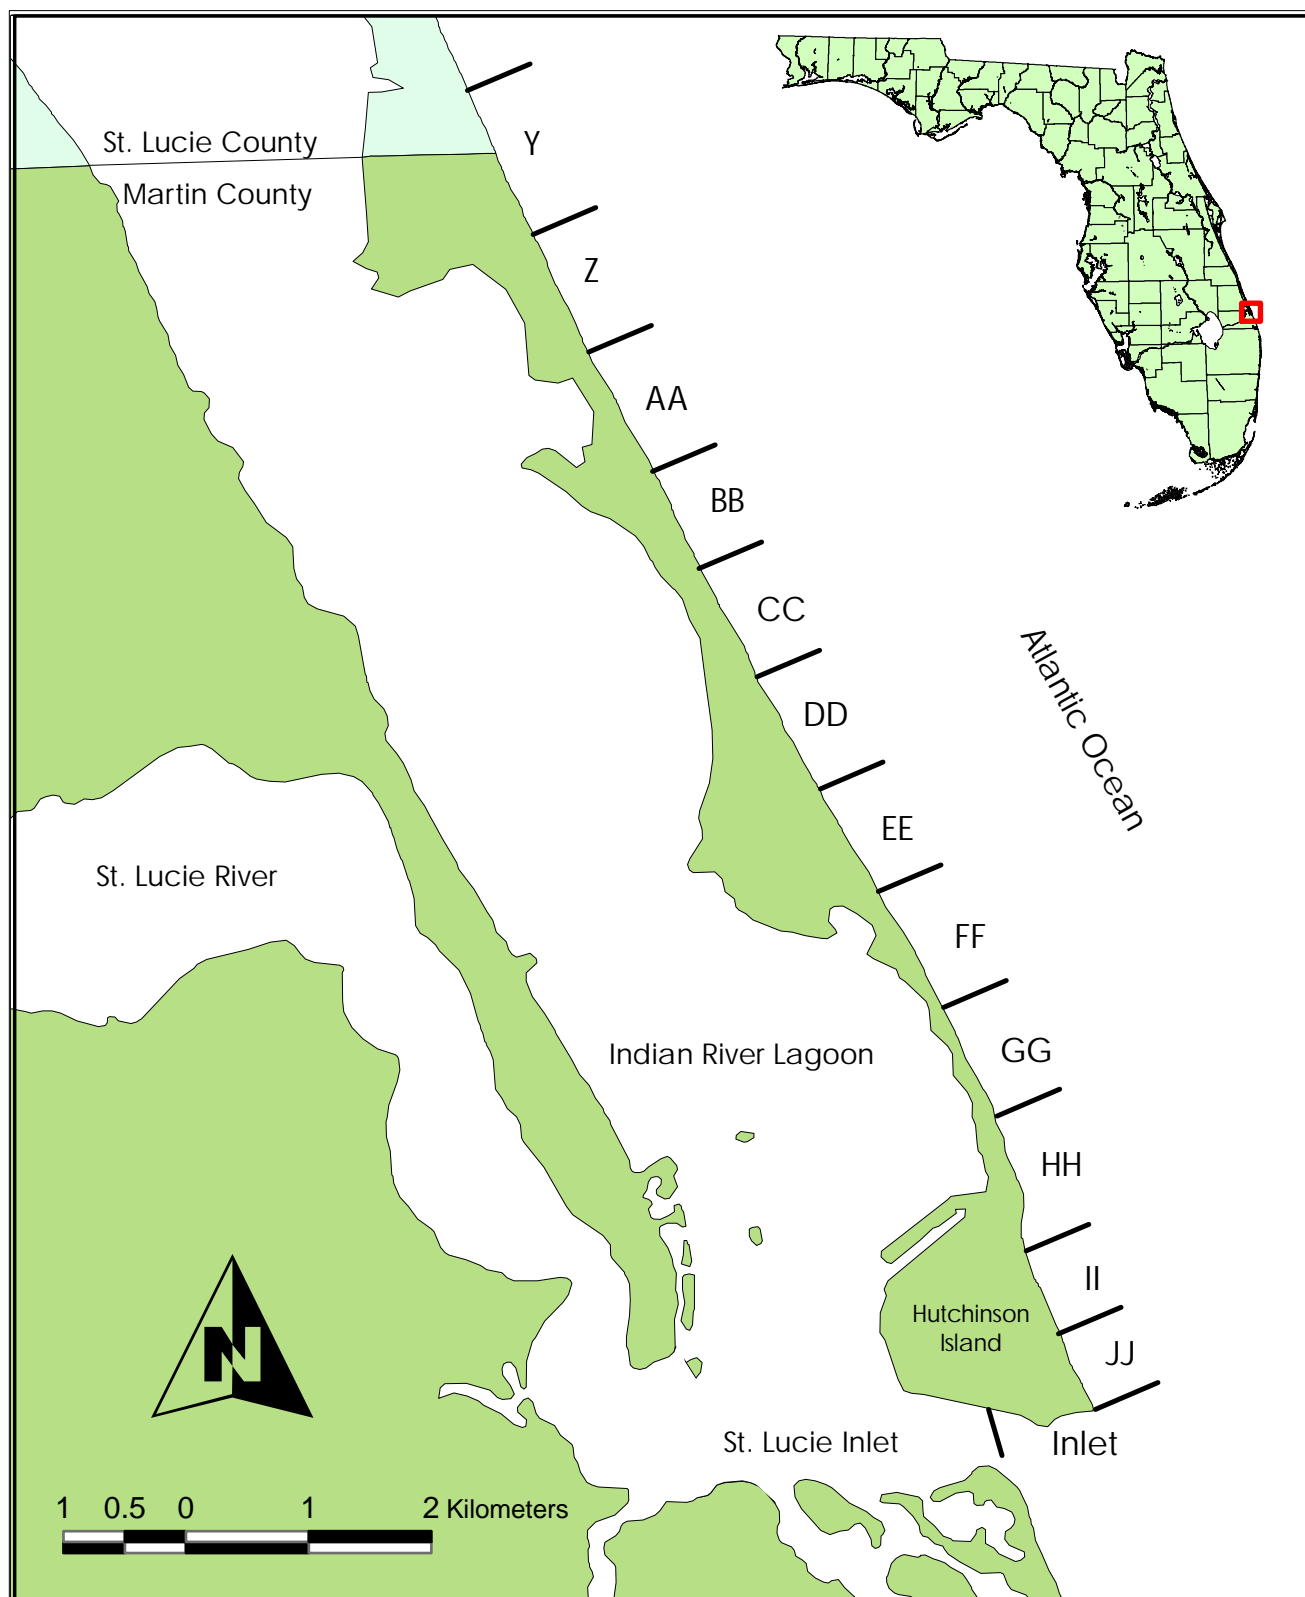 St. Lucie County
Y
Martin County
Z
AA
BB
CC
Atlantic Ocean
DD
EE
St. Lucie River
FF
Indian River Lagoon
GG
HH
II
Hutchinson
Island
JJ
N
St. Lucie Inlet
Inlet
1 0.5 0 1 2 Kilometers